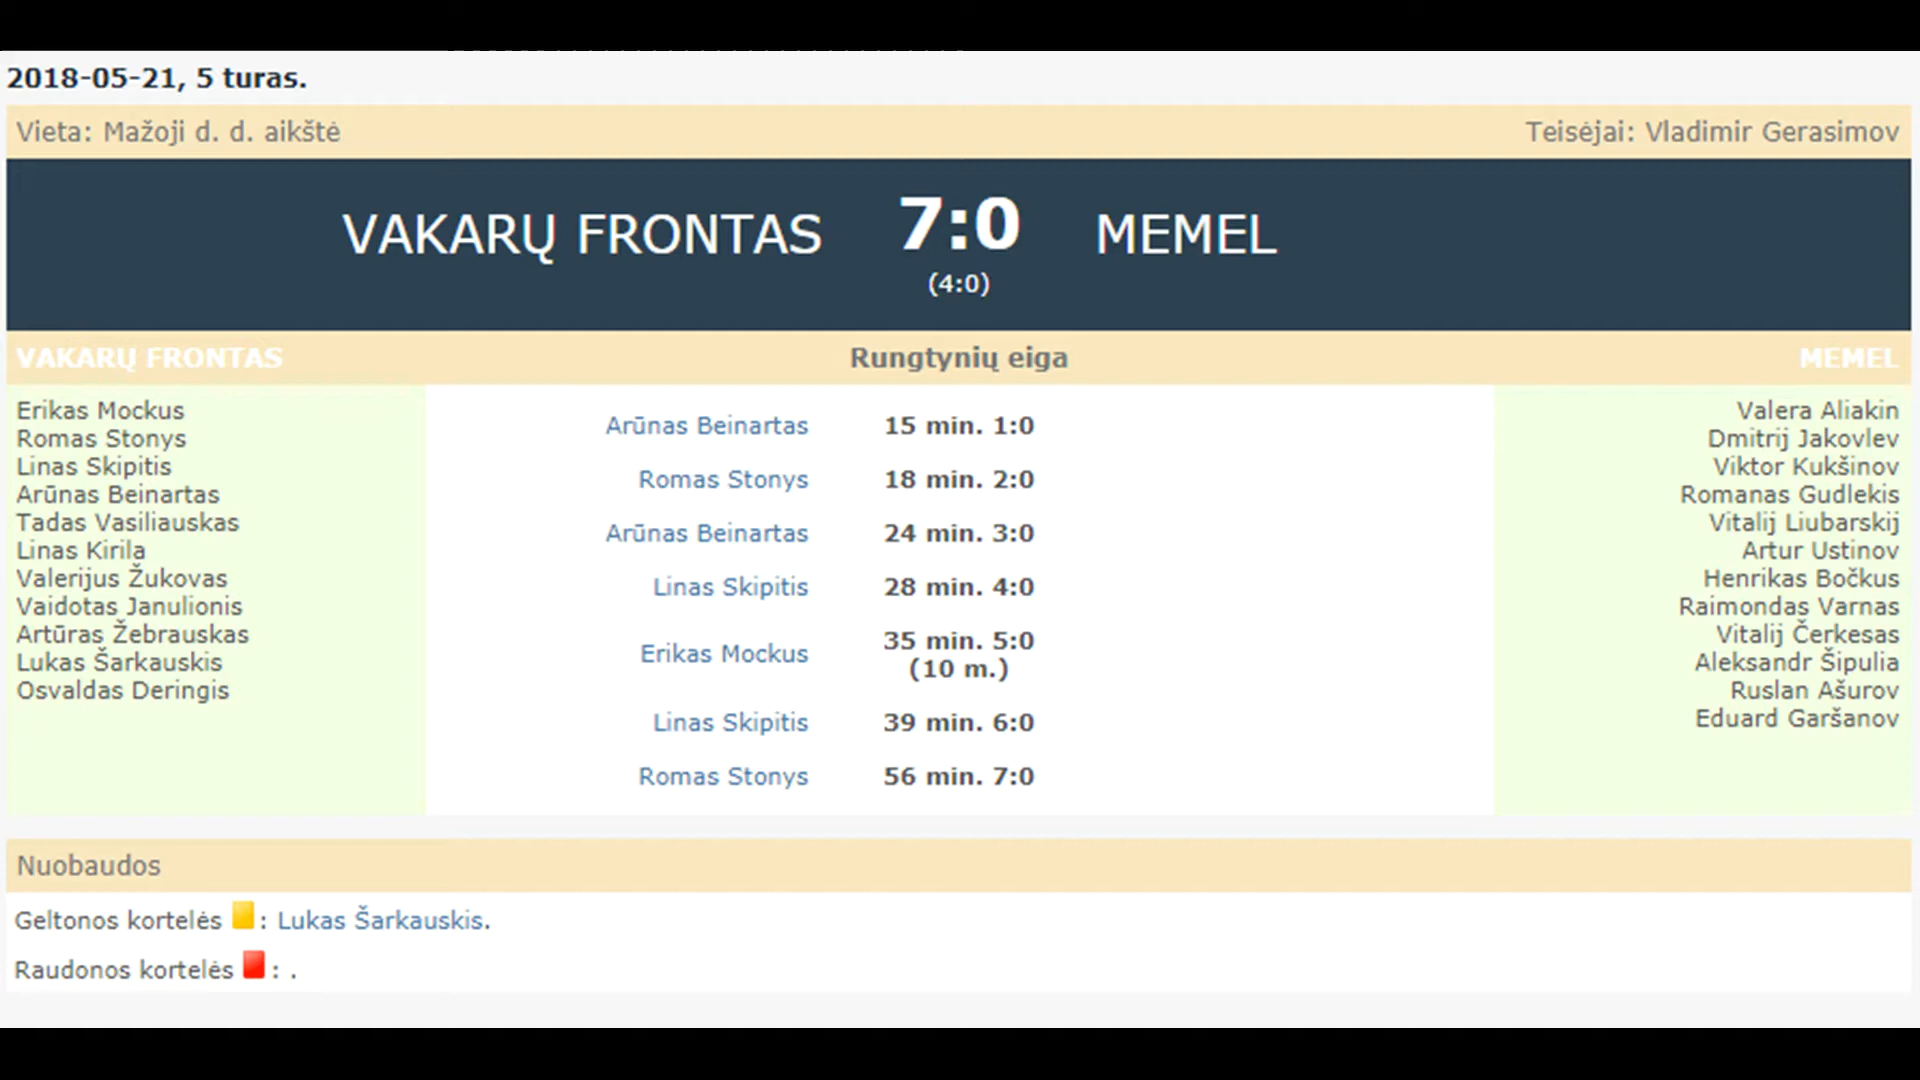 2018-05-21, 5 turas.
Vieta: Mažoji d. d. aikštė
Teisėjai: Vladimir Gerasimov
VAKARŲ FRONTAS 7:0 MEMEL
(4:0)
VAKARŲ FRONTAS
Rungtynių eiga
MEMEL
Erikas Mockus
Romas Stonys
Linas Skipitis
Arūnas Beinartas
Tadas Vasiliauskas
Linas Kirila
Valerijus Žukovas
Vaidotas Janulionis
Artūras Žebrauskas
Lukas Šarkauskis
Osvaldas Deringis
Arūnas Beinartas 15 min. 1:0
Romas Stonys 18 min. 2:0
Arūnas Beinartas 24 min. 3:0
Linas Skipitis 28 min. 4:0
Erikas Mockus 35 min. 5:0
(10 m.)
Linas Skipitis 39 min. 6:0
Romas Stonys 56 min. 7:0
Valera Aliakin
Dmitrij Jakovlev
Viktor Kukšinov
Romanas Gudlekis
Vitalij Liubarskij
Artur Ustinov
Henrikas Bočkus
Raimondas Varnas
Vitalij Čerkesas
Aleksandr Šipulia
Ruslan Ašurov
Eduard Garšanov
Nuobaudos
Geltonos kortelės : Lukas Šarkauskis.
Raudonos kortelės : .